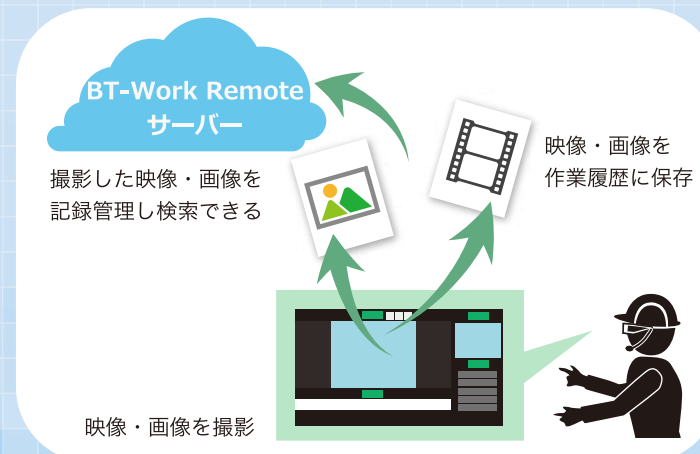 BT-Work Remote
サーバー
撮影した映像・画像を
記録管理し検索できる
映像・画像を
作業履歴に保存
映像・画像を撮影